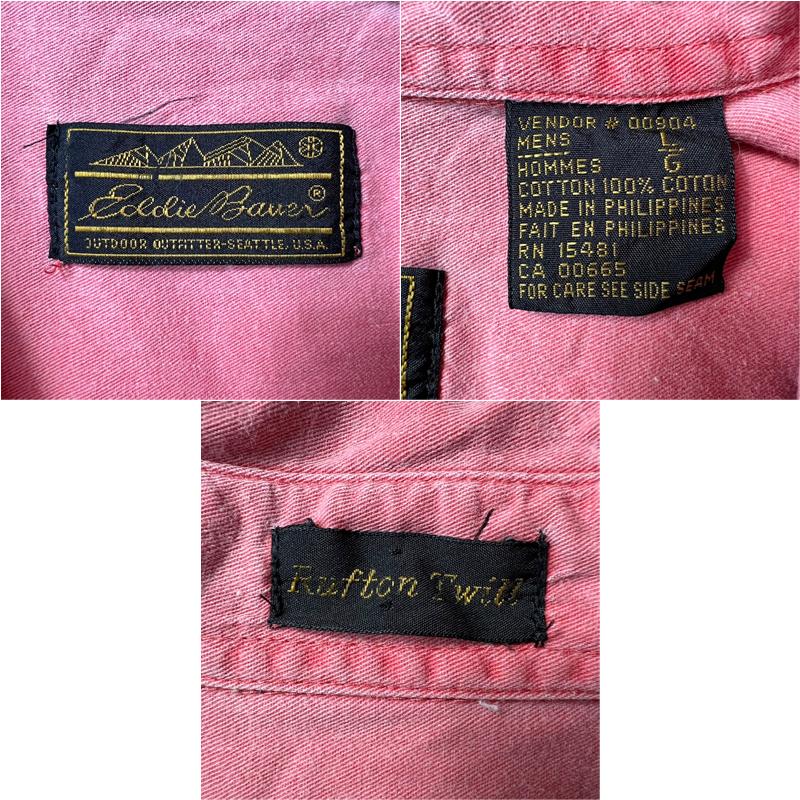 Eddie Bauer®
OUTDOOR OUTFITTER-SEATTLE, U.S.A.
VENDOR # 00904
MENS L
HOMMES G
COTTON 100% COTON
MADE IN PHILIPPINES
FAIT EN PHILIPPINES
RN 15481
CA 00665
FOR CARE SEE SIDE SEAM
Rufton Twill